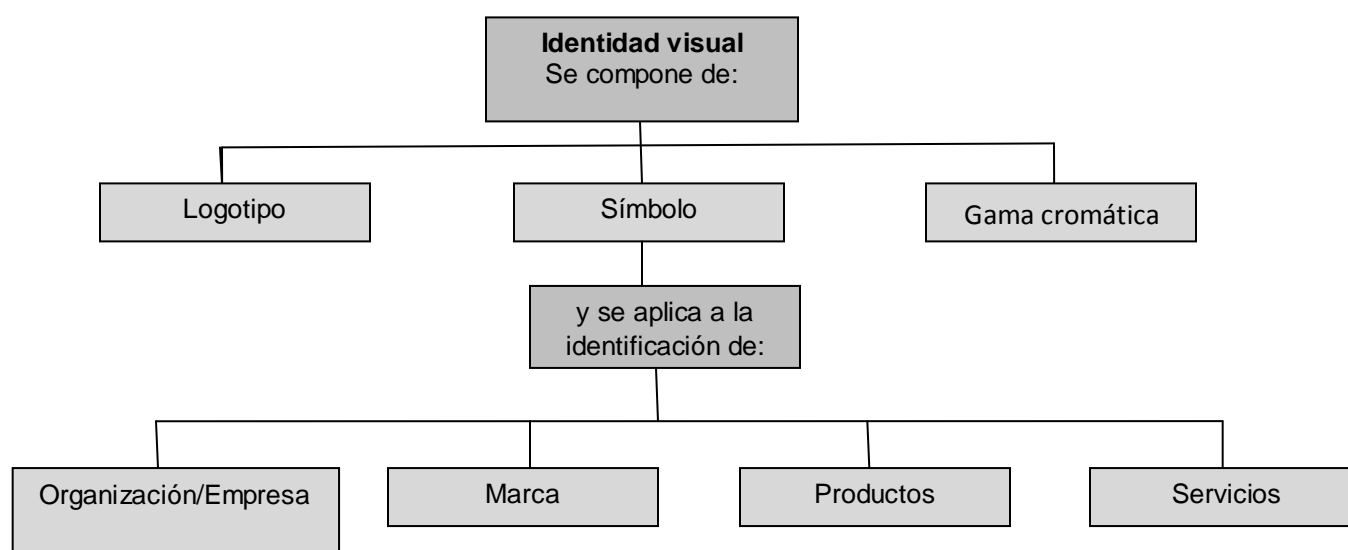 Identidad visual
Se compone de:
Logotipo
Símbolo
Gama cromática
y se aplica a la
identificación de:
Organización/Empresa
Marca
Productos
Servicios